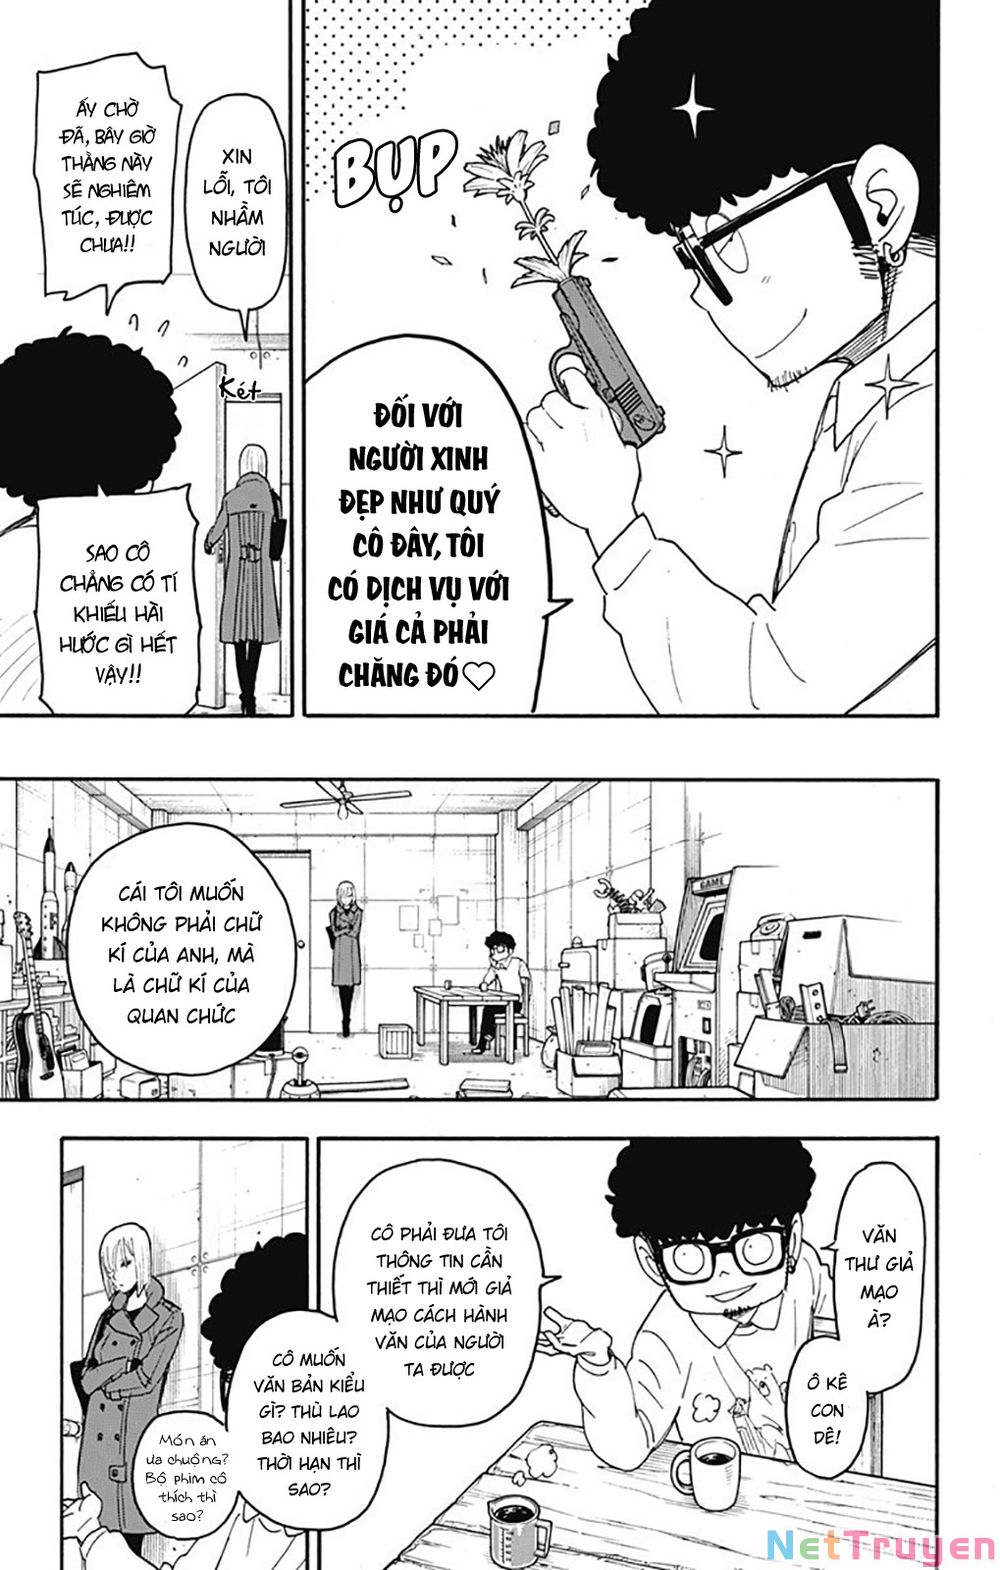 BỤP
ĐỐI VỚI
NGƯỜI XINH
ĐẸP NHƯ QUÝ
CÔ ĐÂY, TÔI
CÓ DỊCH VỤ VỚI
GIÁ CẢ PHẢI
CHĂNG ĐÓ♡
XIN
LỖI, TÔI
NHẦM
NGƯỜI
ẤY CHỜ
ĐÃ, BÂY GIỜ
THẰNG NÀY
SẼ NGHIÊM
TÚC, ĐƯỢC
CHƯA!!
Két
SAO CÔ
CHẲNG CÓ TÍ
KHIẾU HÀI
HƯỚC GÌ HẾT
VẬY!!
CÁI TÔI MUỐN
KHÔNG PHẢI CHỮ
KÍ CỦA ANH, MÀ
LÀ CHỮ KÍ CỦA
QUAN CHỨC
GAME
VĂN
THƯ GIẢ
MẠO
À?
Ô KÊ
CON
DÊ!
CÔ PHẢI ĐƯA TÔI
THÔNG TIN CẦN
THIẾT THÌ MỚI GIẢ
MẠO CÁCH HÀNH
VĂN CỦA NGƯỜI
TA ĐƯỢC
CÔ MUỐN
VĂN BẢN KIỂU
GÌ? THÙ LAO
BAO NHIÊU?
THỜI HẠN THÌ
SAO?
Món ăn
ưa chuộng?
Bộ phim cô
thích thì
sao?
NetTruyen